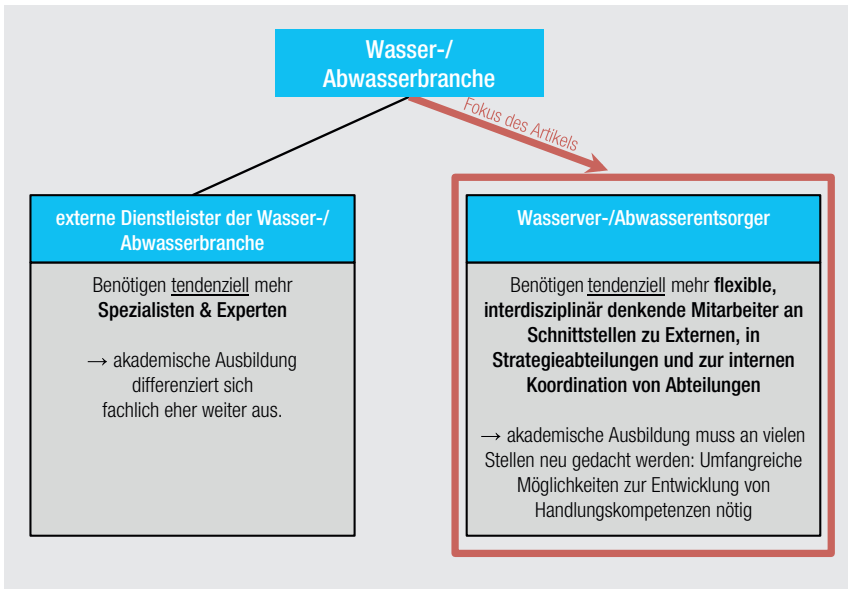 Wasser-/
Abwasserbranche
Fokus des Artikels
externe Dienstleister der Wasser-/
Abwasserbranche
Benötigen tendenziell mehr
Spezialisten & Experten
→ akademische Ausbildung
differenziert sich
fachlich eher weiter aus.
Wasserver-/Abwasserentsorger
Benötigen tendenziell mehr flexible,
interdisziplinär denkende Mitarbeiter an
Schnittstellen zu Externen, in
Strategieabteilungen und zur internen
Koordination von Abteilungen
→ akademische Ausbildung muss an vielen
Stellen neu gedacht werden: Umfangreiche
Möglichkeiten zur Entwicklung von
Handlungskompetenzen nötig